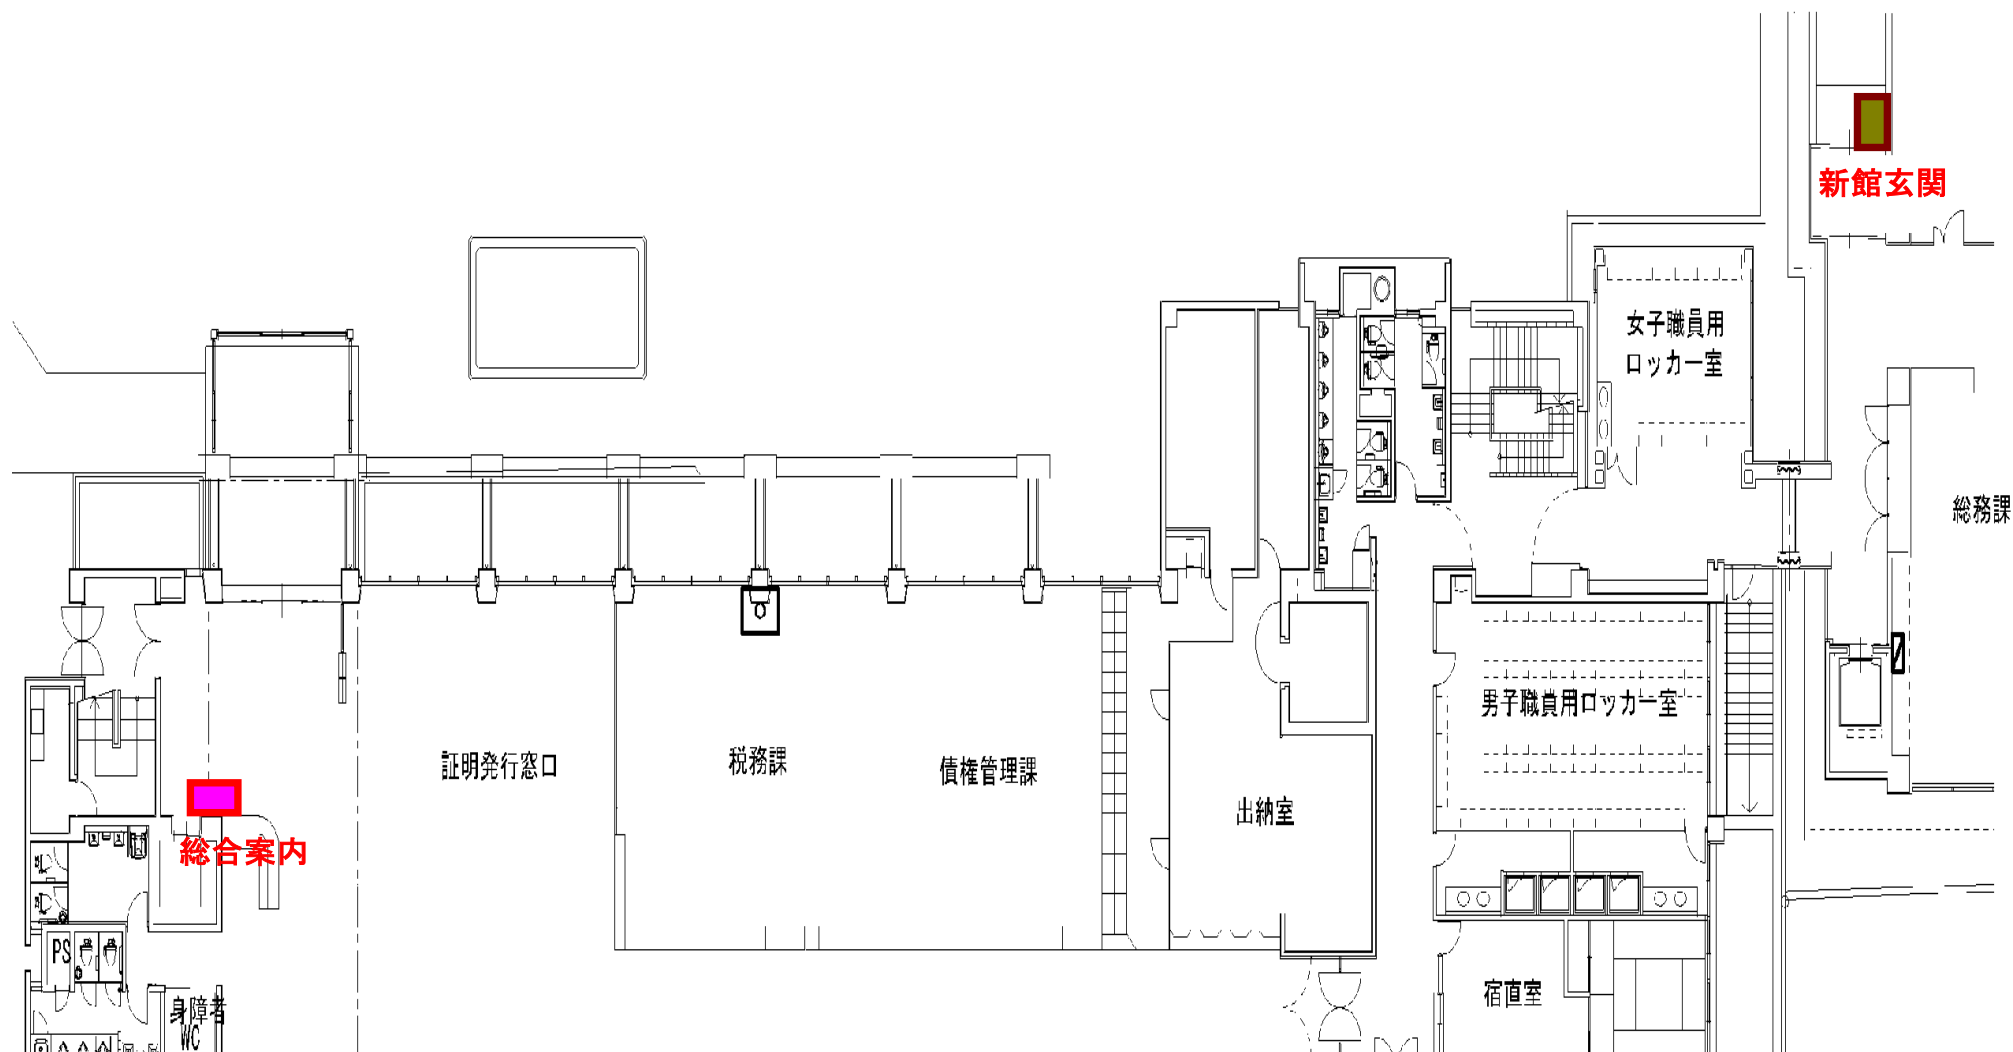 新館玄関
女子職員用
ロッカー室
総務課
男子職員用ロッカー室
証明発行窓口
税務課
債権管理課
出納室
総合案内
PS
宿直室
身障者
WC